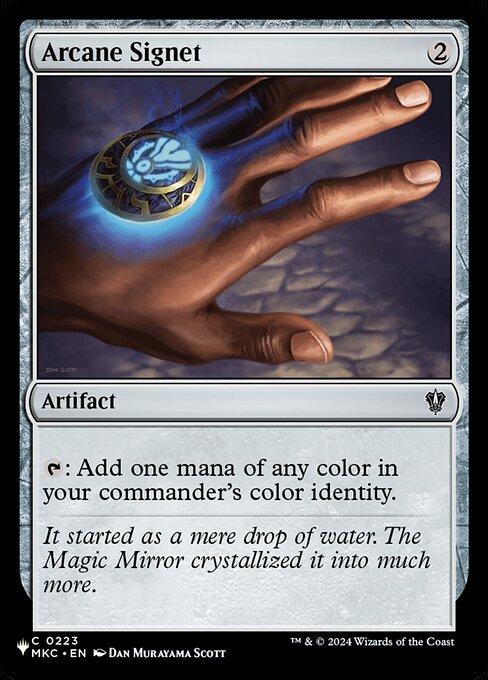 Arcane Signet 2
DAN SCOTT
Artifact
: Add one mana of any color in
your commander's color identity.
It started as a mere drop of water. The
Magic Mirror crystallized it into much
more.
C 0223 ™ & © 2024 Wizards of the Coast
MKC • EN DAN MURAYAMA SCOTT